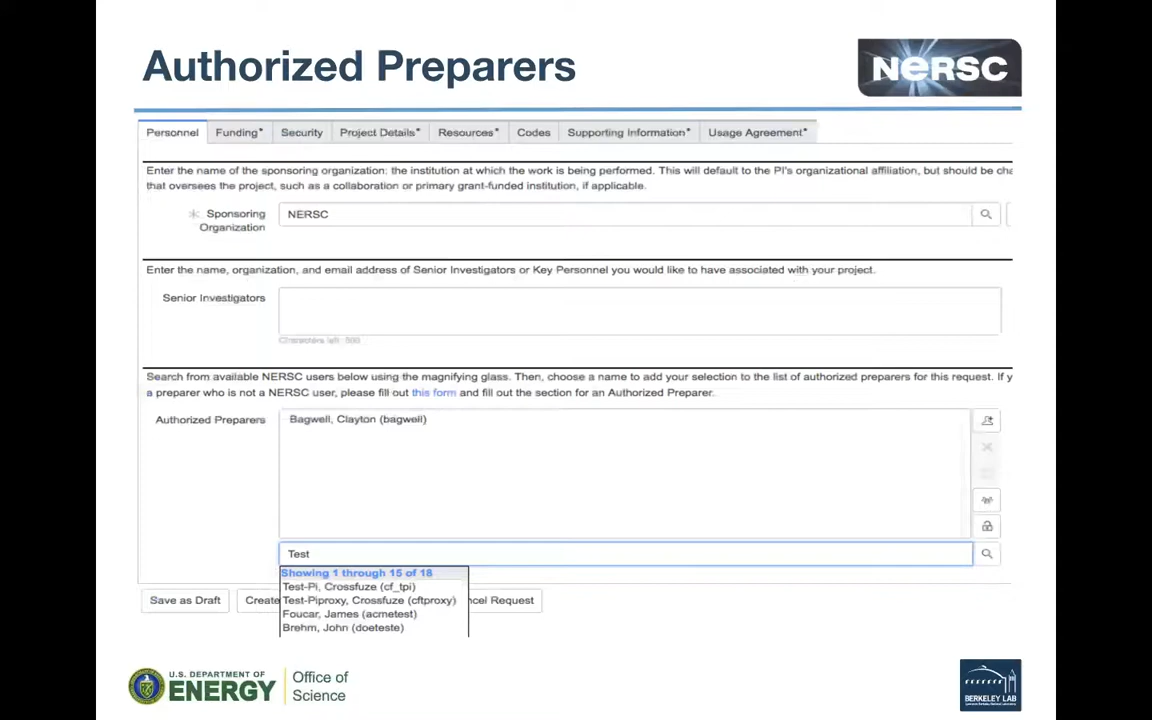 Authorized Preparers
NERSC
Personnel Funding* Security Project Details* Resources* Codes Supporting Information* Usage Agreement*
Enter the name of the sponsoring organization: the institution at which the work is being performed. This will default to the PI's organizational affiliation, but should be cha
that oversees the project, such as a collaboration or primary grant-funded institution, if applicable.
Sponsoring
Organization
NERSC
Enter the name, organization, and email address of Senior Investigators or Key Personnel you would like to have associated with your project.
Senior Investigators
Characters left: 500
Search from available NERSC users below using the magnifying glass. Then, choose a name to add your selection to the list of authorized preparers for this request. If y
a preparer who is not a NERSC user, please fill out this form and fill out the section for an Authorized Preparer.
Authorized Preparers
Bagwell, Clayton (bagwell)
Test
Showing 1 through 15 of 18
Test-Pi, Crossfuze (cf_tpi)
Test-Piproxy, Crossfuze (cftproxy)
Foucar, James (acmetest)
Brehm, John (doeteste)
Save as Draft Create ncel Request
U.S. DEPARTMENT OF
ENERGY
Office of
Science
BERKELEY LAB